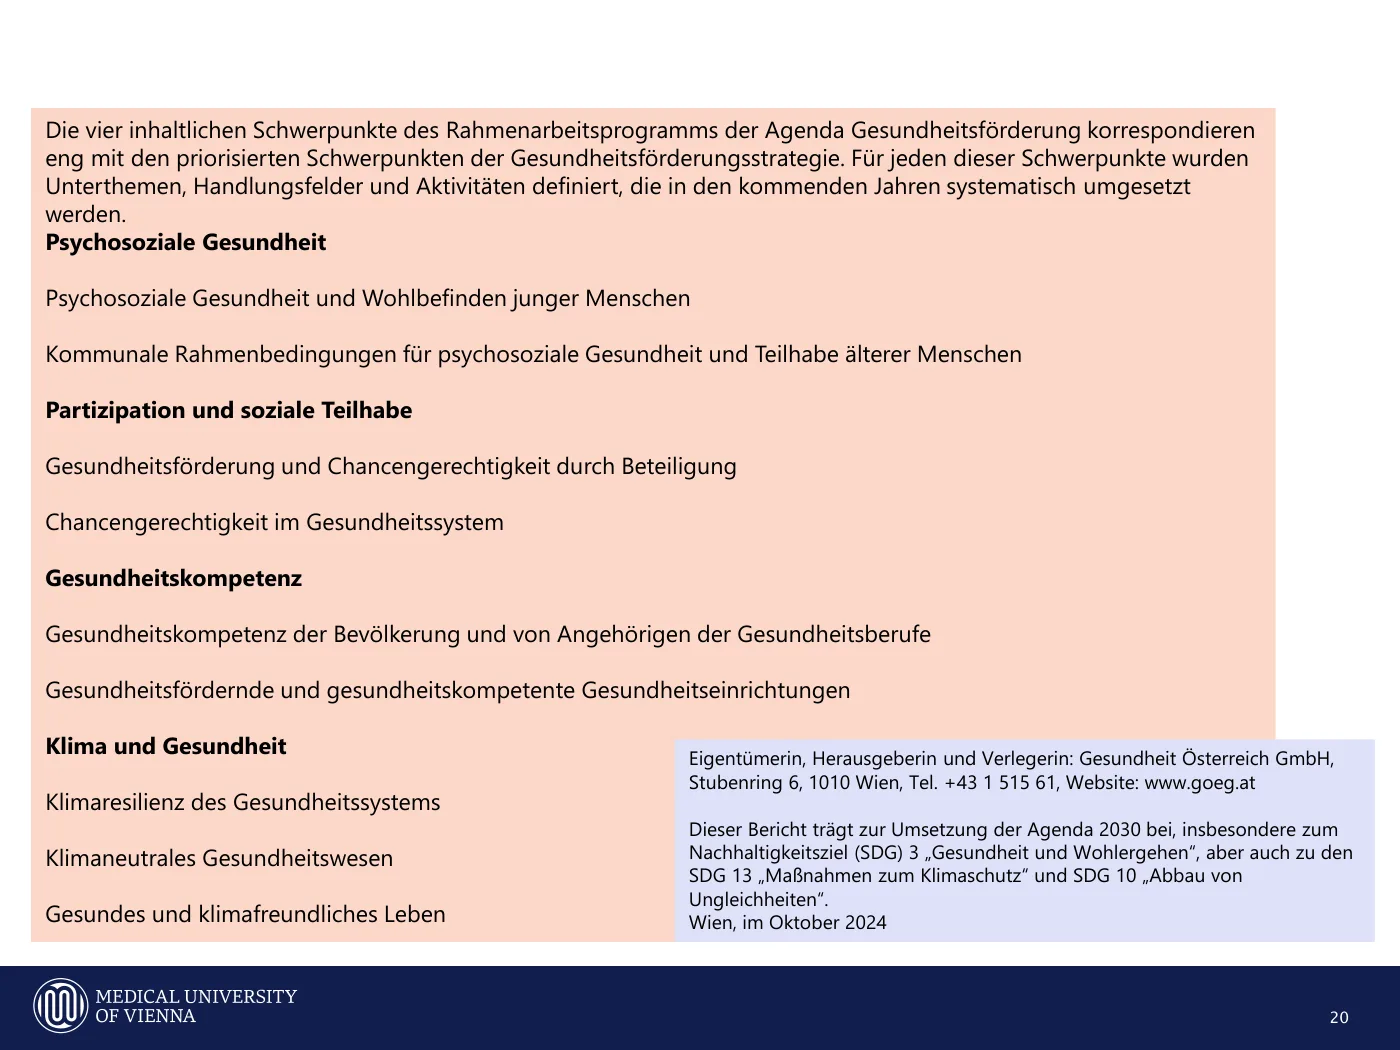 Die vier inhaltlichen Schwerpunkte des Rahmenarbeitsprogramms der Agenda Gesundheitsförderung korrespondieren
eng mit den priorisierten Schwerpunkten der Gesundheitsförderungsstrategie. Für jeden dieser Schwerpunkte wurden
Unterthemen, Handlungsfelder und Aktivitäten definiert, die in den kommenden Jahren systematisch umgesetzt
werden.
Psychosoziale Gesundheit
Psychosoziale Gesundheit und Wohlbefinden junger Menschen
Kommunale Rahmenbedingungen für psychosoziale Gesundheit und Teilhabe älterer Menschen
Partizipation und soziale Teilhabe
Gesundheitsförderung und Chancengerechtigkeit durch Beteiligung
Chancengerechtigkeit im Gesundheitssystem
Gesundheitskompetenz
Gesundheitskompetenz der Bevölkerung und von Angehörigen der Gesundheitsberufe
Gesundheitsfördernde und gesundheitskompetente Gesundheitseinrichtungen
Klima und Gesundheit
Klimaresilienz des Gesundheitssystems
Klimaneutrales Gesundheitswesen
Gesundes und klimafreundliches Leben
Eigentümerin, Herausgeberin und Verlegerin: Gesundheit Österreich GmbH,
Stubenring 6, 1010 Wien, Tel. +43 1 515 61, Website: www.goeg.at
Dieser Bericht trägt zur Umsetzung der Agenda 2030 bei, insbesondere zum
Nachhaltigkeitsziel (SDG) 3 „Gesundheit und Wohlergehen“, aber auch zu den
SDG 13 „Maßnahmen zum Klimaschutz“ und SDG 10 „Abbau von
Ungleichheiten“.
Wien, im Oktober 2024
MEDICAL UNIVERSITY
OF VIENNA
20